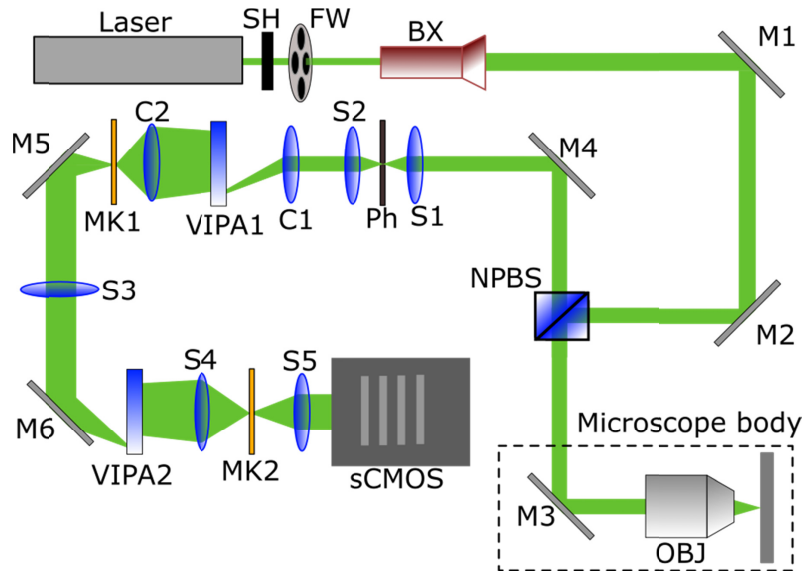 Laser
SH
FW
BX
M1
M5
C2
S2
M4
MK1
VIPA1
C1
Ph
S1
NPBS
S3
M2
S4
S5
M6
VIPA2
MK2
sCMOS
Microscope body
M3
OBJ